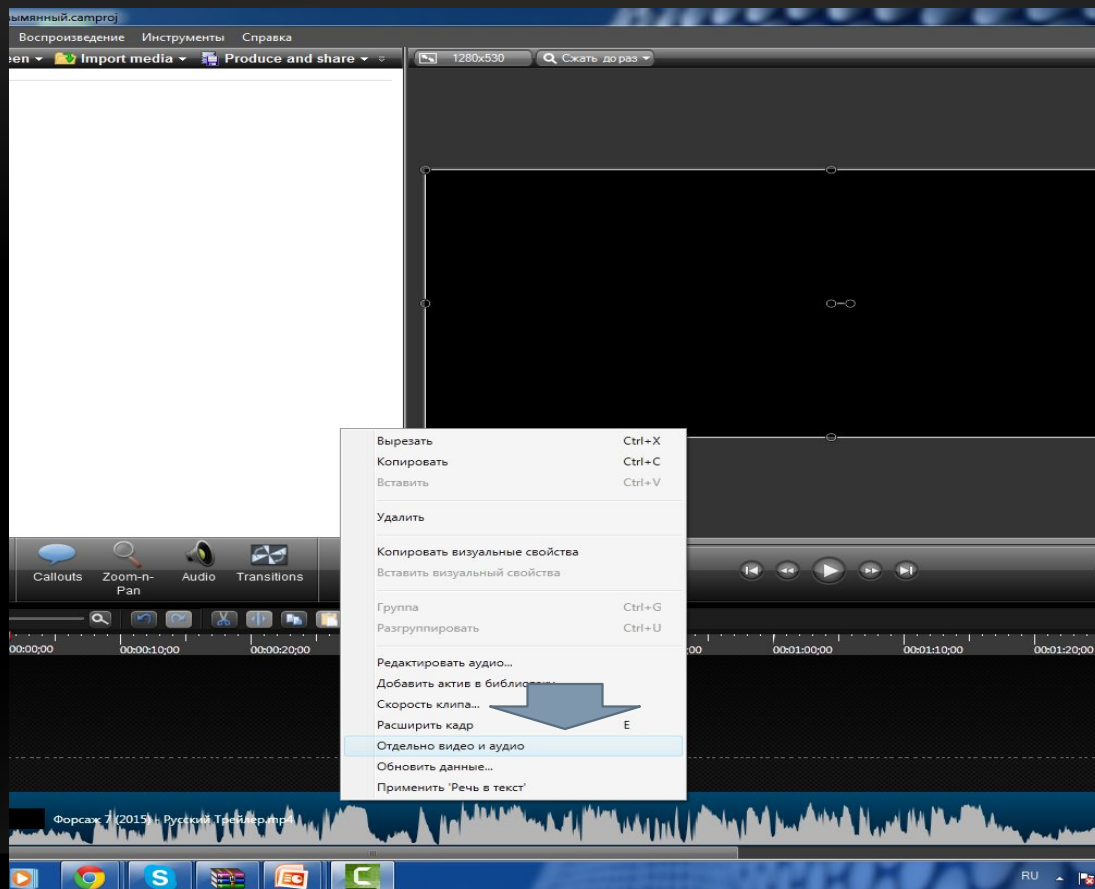 зымянный.camproj
Воспроизведение Инструменты Справка
Import media Produce and share 1280x530 Сжать до раз
Вырезать Ctrl+X
Копировать Ctrl+C
Вставить Ctrl+V
Удалить
Копировать визуальные свойства
Вставить визуальный свойства
Группа Ctrl+G
Разгруппировать Ctrl+U
Редактировать аудио...
Добавить актив в
Скорость клипа...
Расширить кадр E
Отдельно видео и аудио
Обновить данные...
Применить 'Речь в текст'
Callouts Zoom-n-Pan Audio Transitions
00:00:00 00:00:10;00 00:00:20;00 :00 00:01:00;00 00:01:10;00 00:01:20;00
Форсаж 7 (2015) - Русский Трейлер.mp4
RU